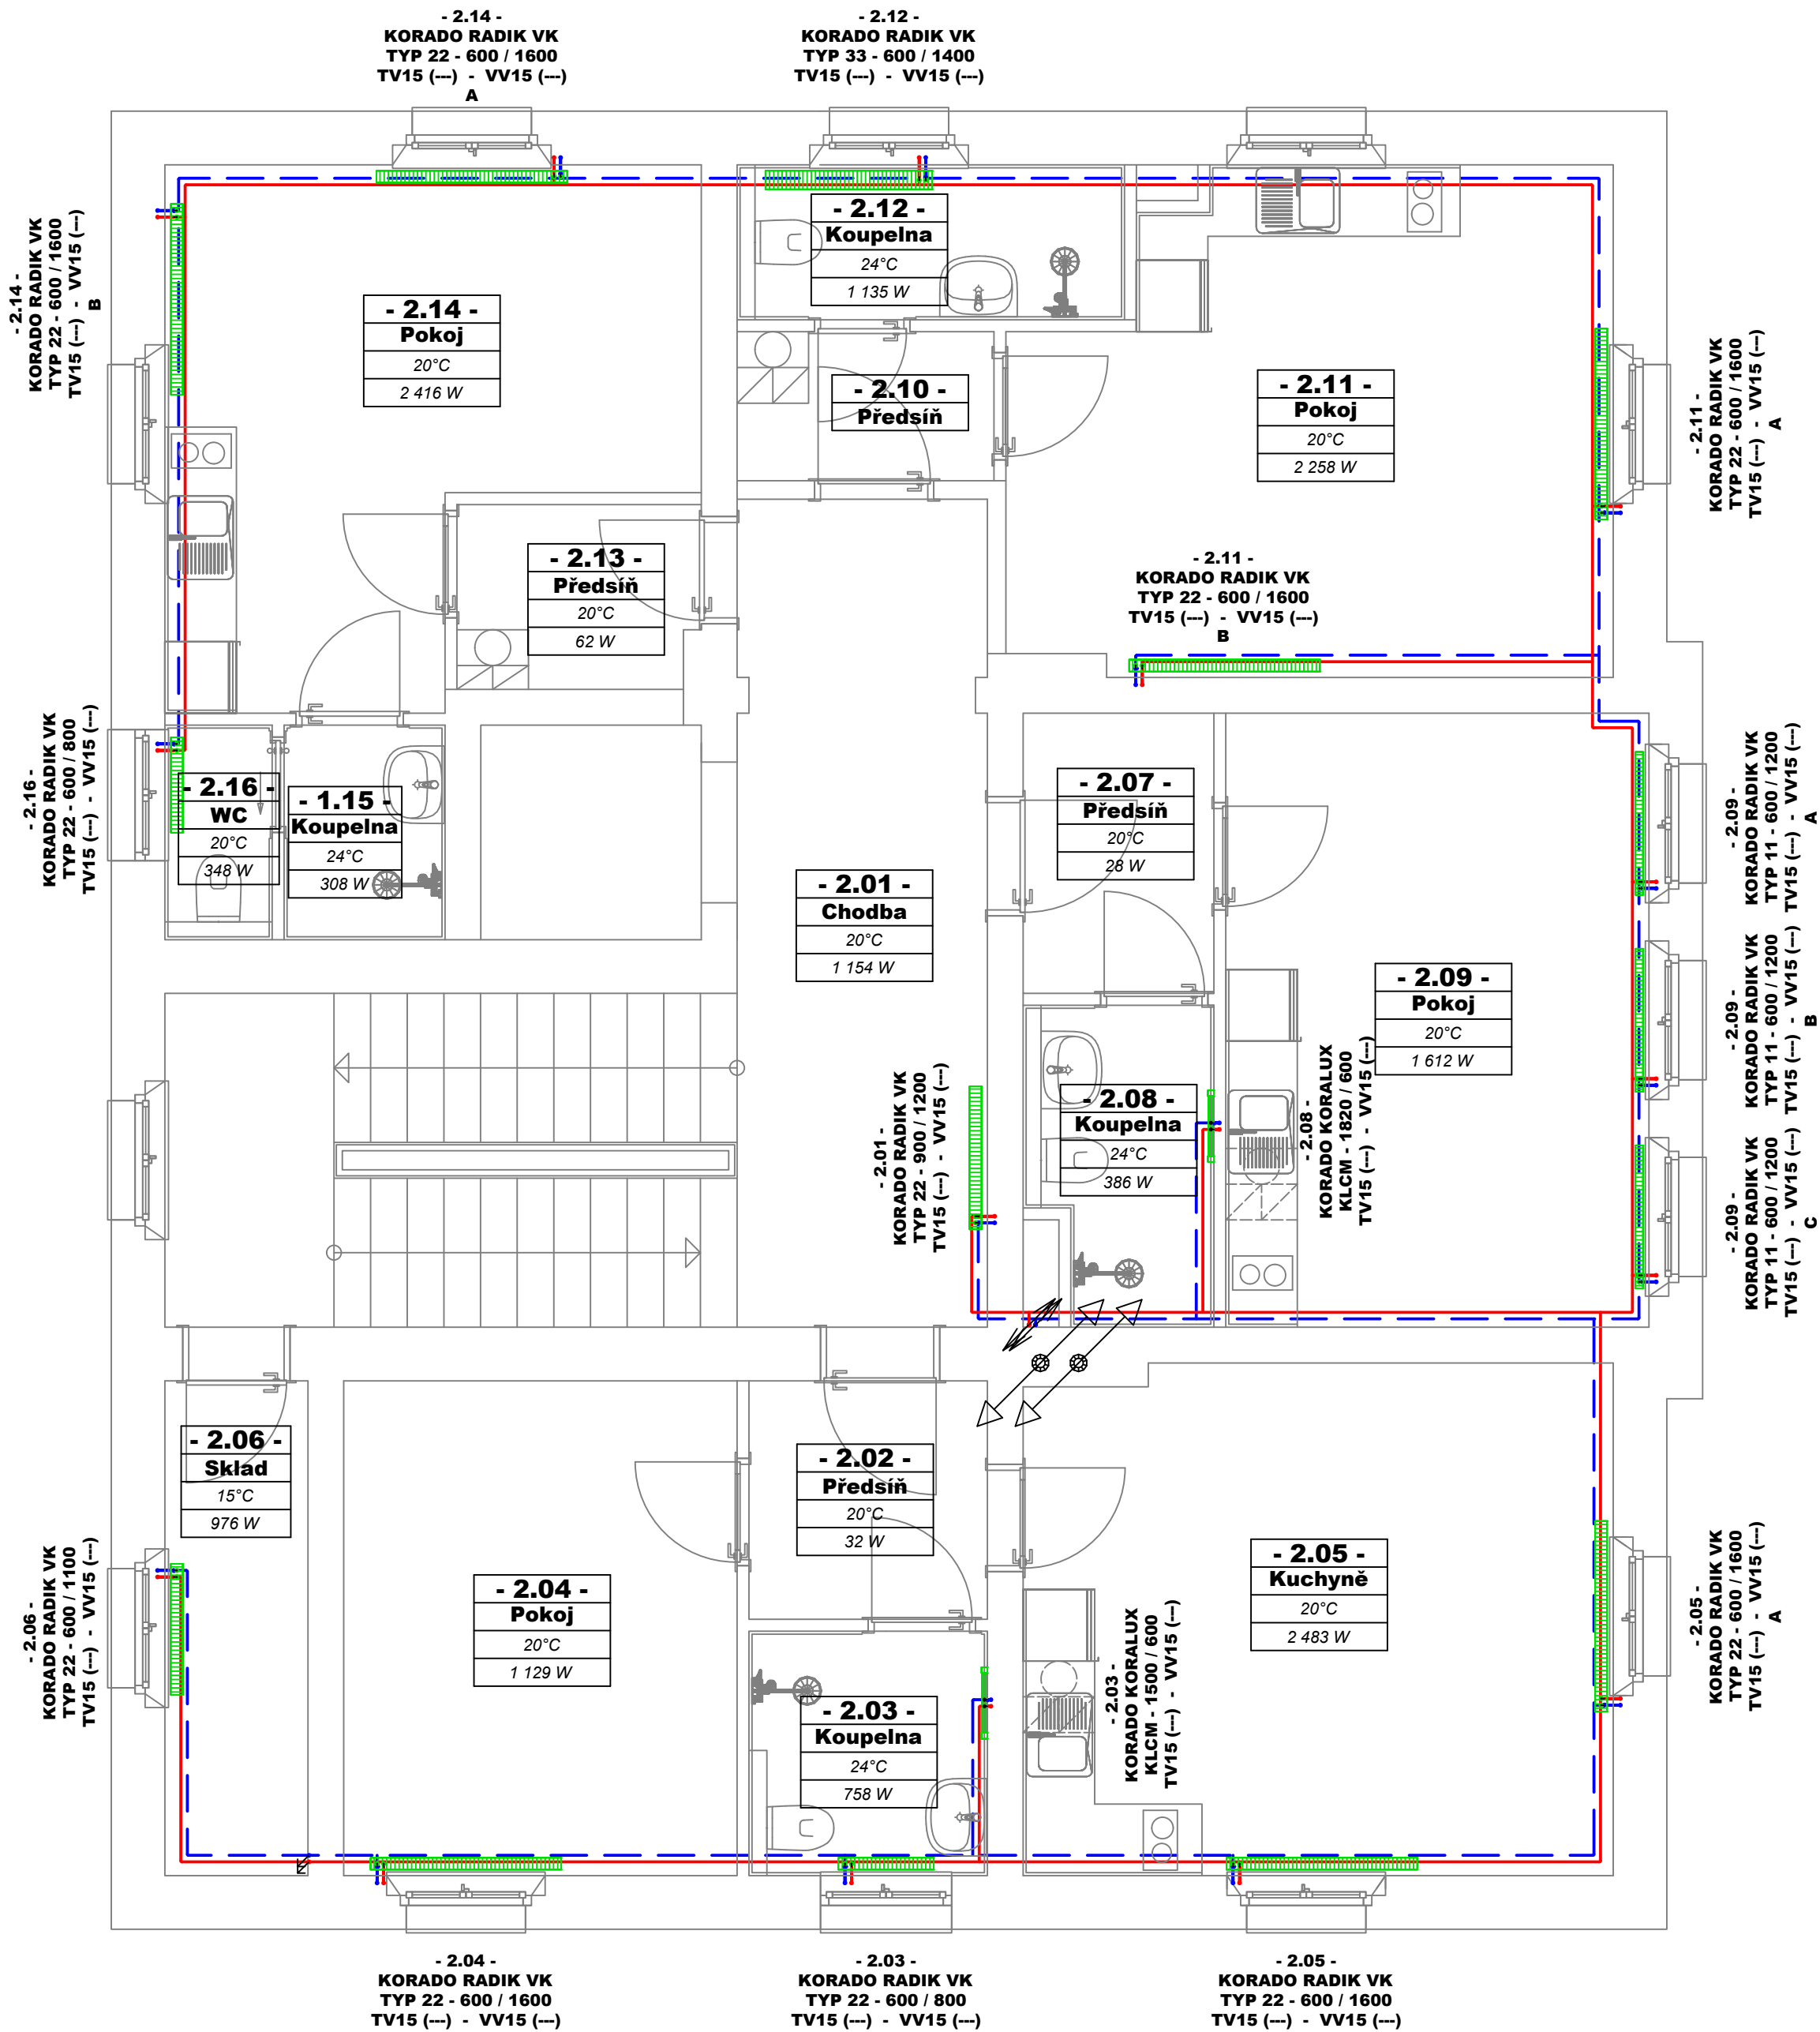 - 2.14 -
KORADO RADIK VK
TYP 22 - 600 / 1600
TV15 (---) - VV15 (---)
A
- 2.12 -
KORADO RADIK VK
TYP 33 - 600 / 1400
TV15 (---) - VV15 (---)
- 2.14 -
KORADO RADIK VK
TYP 22 - 600 / 1600
TV15 (---) - VV15 (---)
B
- 2.14 -
Pokoj
20°C
2 416 W
- 2.12 -
Koupelna
24°C
1 135 W
- 2.10 -
Předsíň
- 2.11 -
Pokoj
20°C
2 258 W
- 2.11 -
KORADO RADIK VK
TYP 22 - 600 / 1600
TV15 (---) - VV15 (---)
A
- 2.13 -
Předsíň
20°C
62 W
- 2.11 -
KORADO RADIK VK
TYP 22 - 600 / 1600
TV15 (---) - VV15 (---)
B
- 2.16 -
KORADO RADIK VK
TYP 22 - 600 / 800
TV15 (---) - VV15 (---)
- 2.16 -
WC
20°C
348 W
- 1.15 -
Koupelna
24°C
308 W
- 2.07 -
Předsíň
20°C
28 W
- 2.09 -
KORADO RADIK VK
TYP 11 - 600 / 1200
TV15 (---) - VV15 (---)
A
- 2.01 -
Chodba
20°C
1 154 W
- 2.09 -
Pokoj
20°C
1 612 W
- 2.09 -
KORADO RADIK VK
TYP 11 - 600 / 1200
TV15 (---) - VV15 (---)
B
- 2.01 -
KORADO RADIK VK
TYP 22 - 900 / 1200
TV15 (---) - VV15 (---)
- 2.08 -
Koupelna
24°C
386 W
- 2.08 -
KORADO KORALUX
KLCM - 1820 / 600
TV15 (---) - VV15 (---)
- 2.09 -
KORADO RADIK VK
TYP 11 - 600 / 1200
TV15 (---) - VV15 (---)
C
- 2.06 -
Sklad
15°C
976 W
- 2.02 -
Předsíň
20°C
32 W
- 2.06 -
KORADO RADIK VK
TYP 22 - 600 / 1100
TV15 (---) - VV15 (---)
- 2.04 -
Pokoj
20°C
1 129 W
- 2.05 -
Kuchyně
20°C
2 483 W
- 2.05 -
KORADO RADIK VK
TYP 22 - 600 / 1600
TV15 (---) - VV15 (---)
A
- 2.03 -
Koupelna
24°C
758 W
- 2.03 -
KORADO KORALUX
KLCM - 1500 / 600
TV15 (---) - VV15 (---)
- 2.04 -
KORADO RADIK VK
TYP 22 - 600 / 1600
TV15 (---) - VV15 (---)
- 2.03 -
KORADO RADIK VK
TYP 22 - 600 / 800
TV15 (---) - VV15 (---)
- 2.05 -
KORADO RADIK VK
TYP 22 - 600 / 1600
TV15 (---) - VV15 (---)